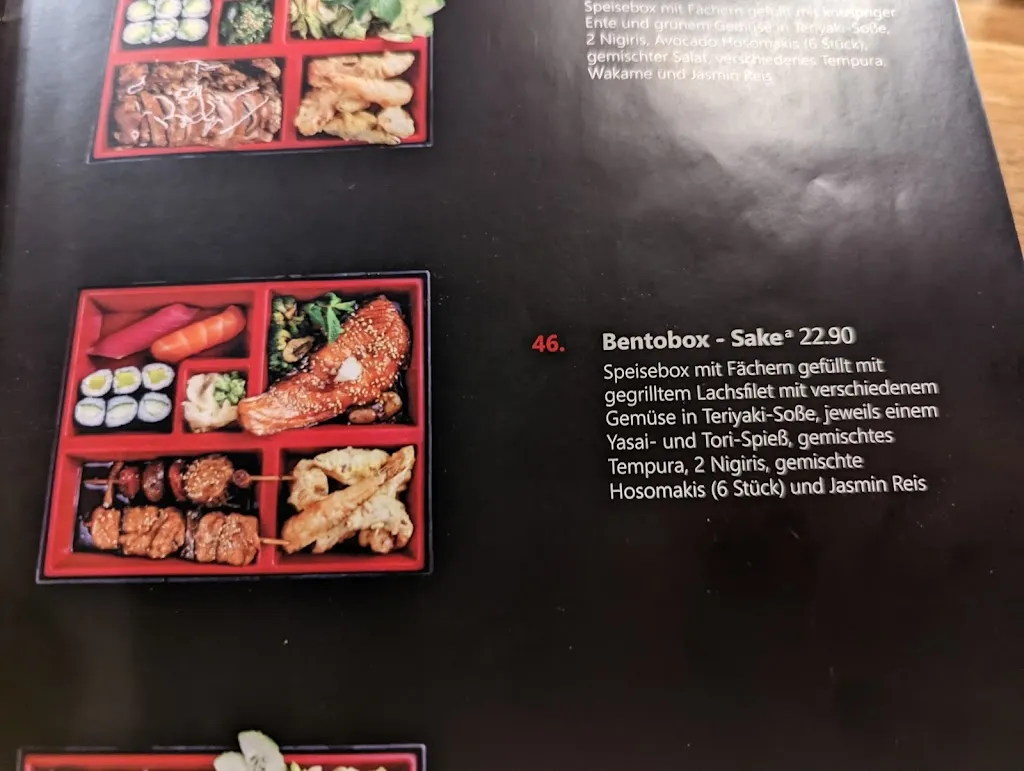 Speisebox mit Fächern gefüllt mit knuspriger
Ente und grünem Gemüse in Teriyaki-Soße,
2 Nigiris, Avocado Hosomakis (6 Stück),
gemischter Salat, verschiedenes Tempura,
Wakame und Jasmin Reis
46. Bentobox - Sakeª 22.90
Speisebox mit Fächern gefüllt mit
gegrilltem Lachsfilet mit verschiedenem
Gemüse in Teriyaki-Soße, jeweils einem
Yasai- und Tori-Spieß, gemischtes
Tempura, 2 Nigiris, gemischte
Hosomakis (6 Stück) und Jasmin Reis